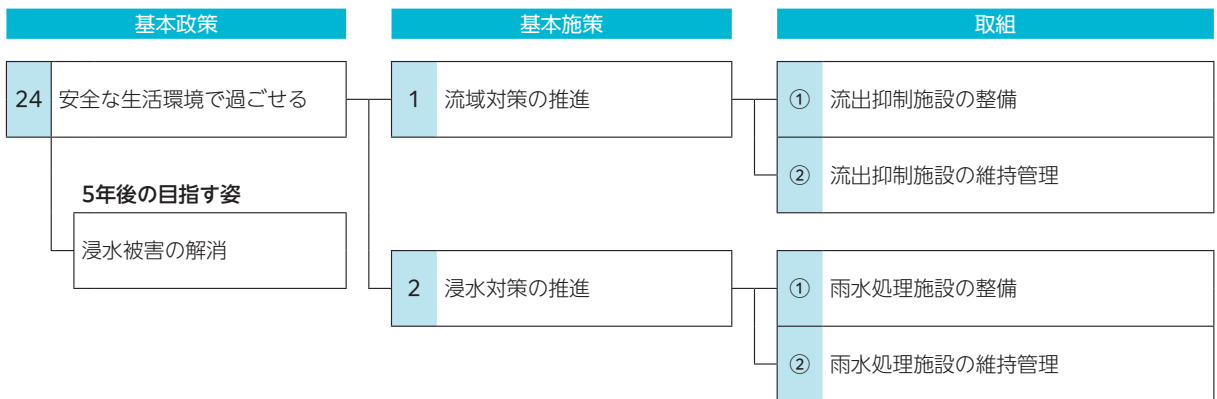 基本政策
基本施策
取組
24 安全な生活環境で過ごせる
1 流域対策の推進
① 流出抑制施設の整備
② 流出抑制施設の維持管理
5年後の目指す姿
浸水被害の解消
2 浸水対策の推進
① 雨水処理施設の整備
② 雨水処理施設の維持管理